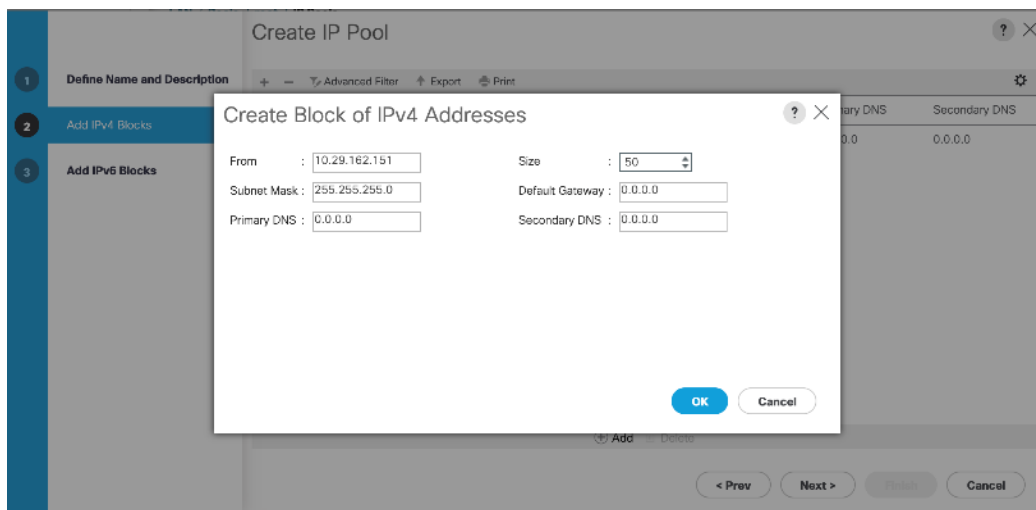 Create IP Pool
?
1 Define Name and Description
+ − Advanced Filter Export Print
2 Add IPv4 Blocks
3 Add IPv6 Blocks
DNS Secondary DNS
0.0.0.0
Create Block of IPv4 Addresses
?
From : 10.29.162.151 Size : 50
Subnet Mask : 255.255.255.0 Default Gateway : 0.0.0.0
Primary DNS : 0.0.0.0 Secondary DNS : 0.0.0.0
OK Cancel
Add Delete
< Prev Next > Finish Cancel